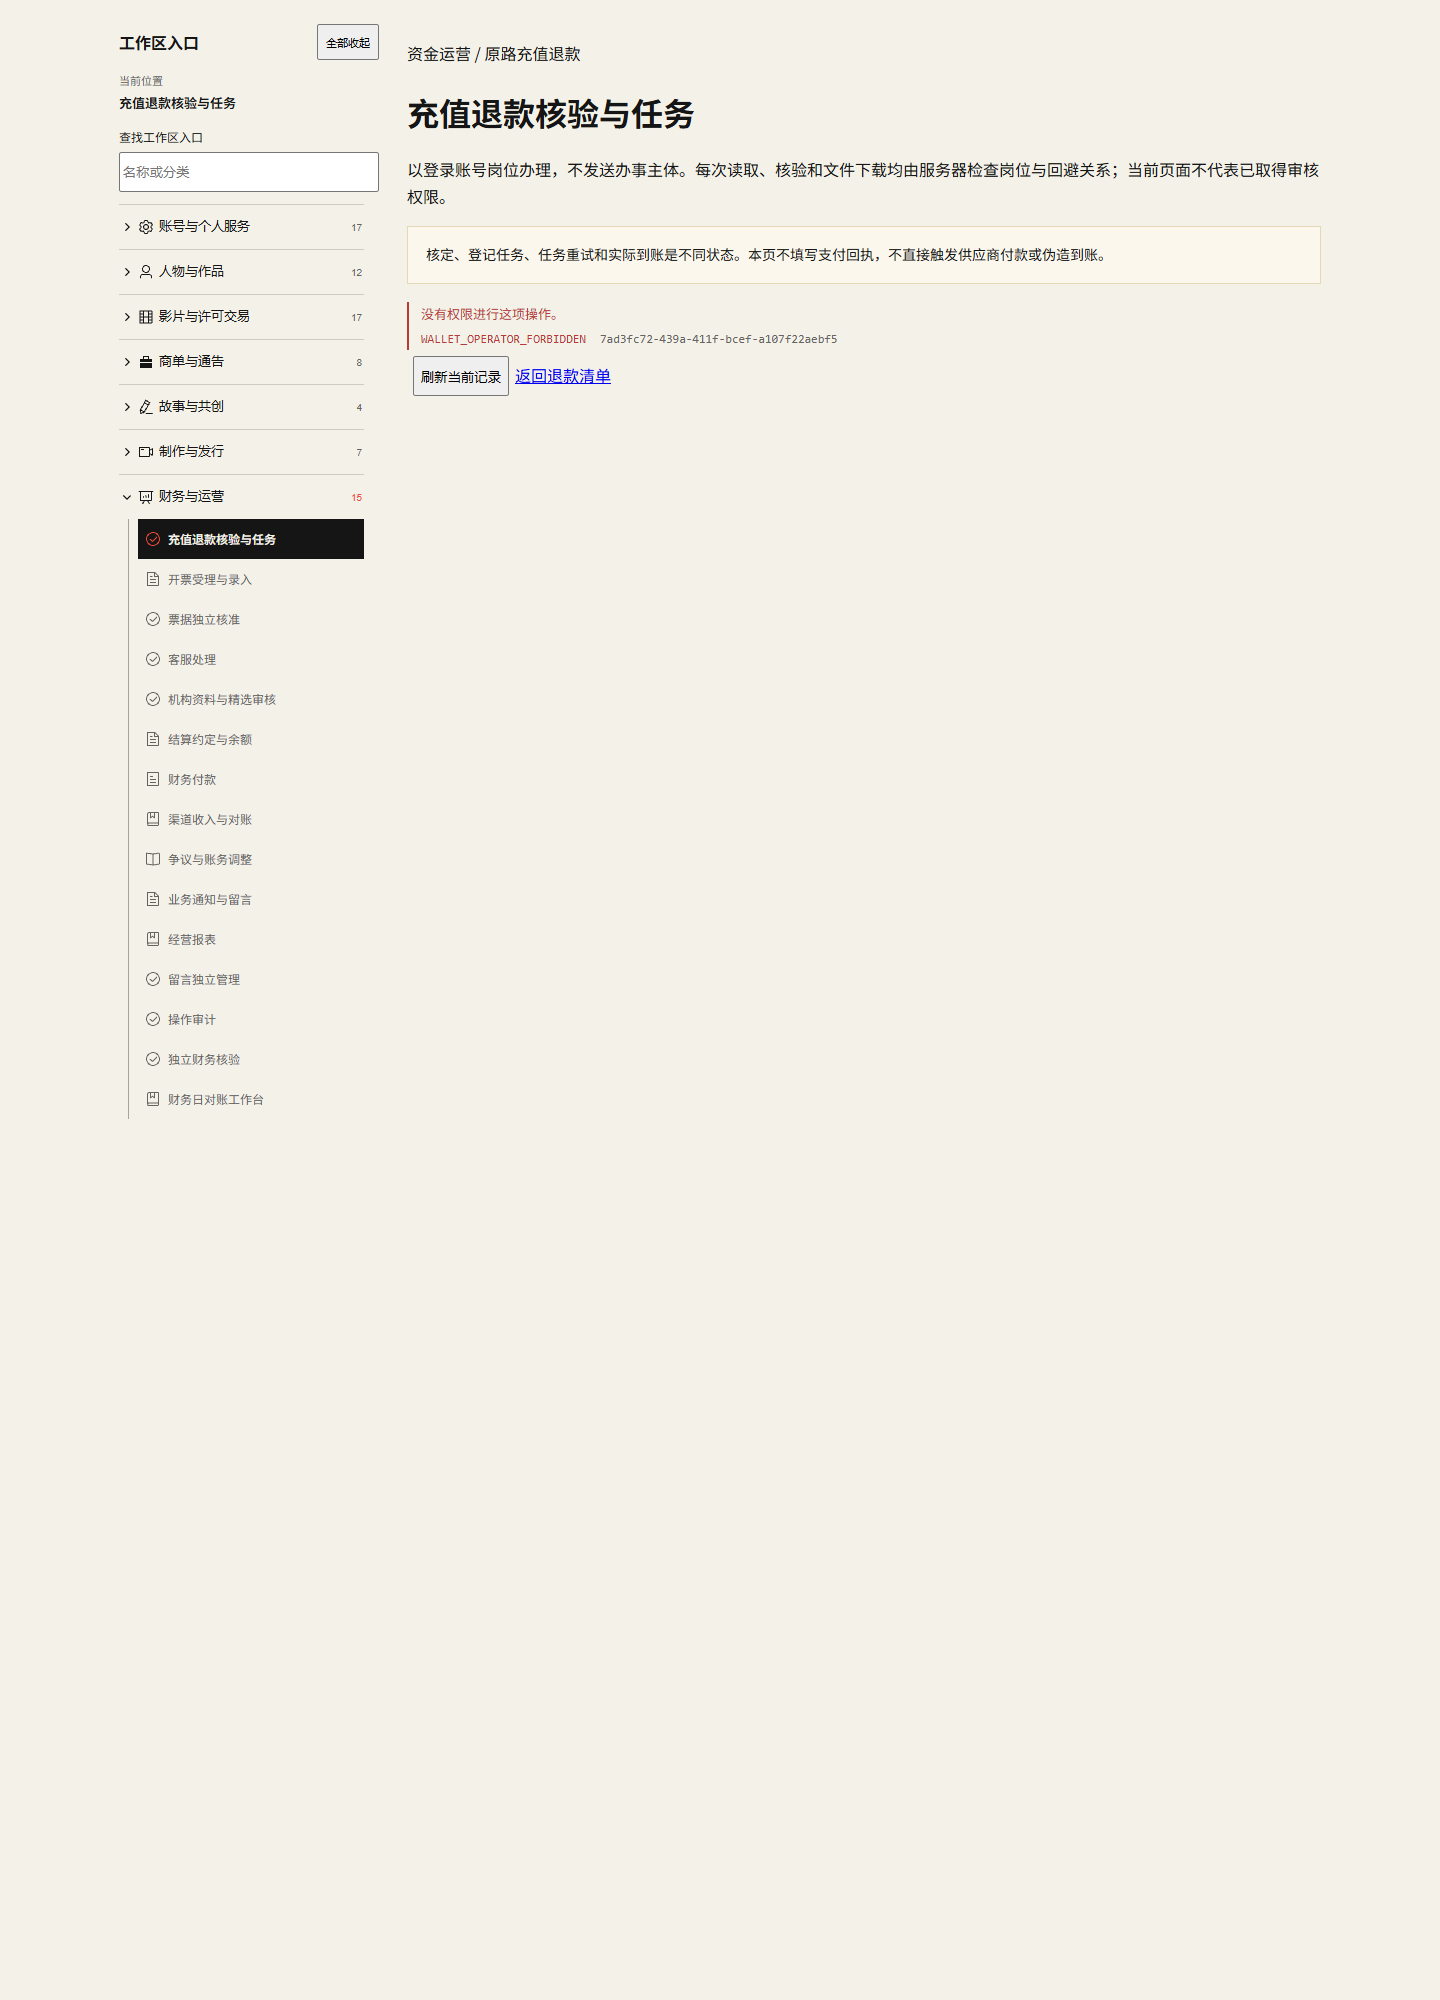 工作区入口
全部收起
当前位置
充值退款核验与任务
查找工作区入口
名称或分类
账号与个人服务 17
人物与作品 12
影片与许可交易 17
商单与通告 8
故事与共创 4
制作与发行 7
财务与运营 15
充值退款核验与任务
开票受理与录入
票据独立核准
客服处理
机构资料与精选审核
结算约定与余额
财务付款
渠道收入与对账
争议与账务调整
业务通知与留言
经营报表
留言独立管理
操作审计
独立财务核验
财务日对账工作台
资金运营 / 原路充值退款
充值退款核验与任务
以登录账号岗位办理，不发送办事主体。每次读取、核验和文件下载均由服务器检查岗位与回避关系；当前页面不代表已取得审核
权限。
核定、登记任务、任务重试和实际到账是不同状态。本页不填写支付回执，不直接触发供应商付款或伪造到账。
没有权限进行这项操作。
WALLET_OPERATOR_FORBIDDEN 7ad3fc72-439a-411f-bcef-a107f22aebf5
刷新当前记录 返回退款清单